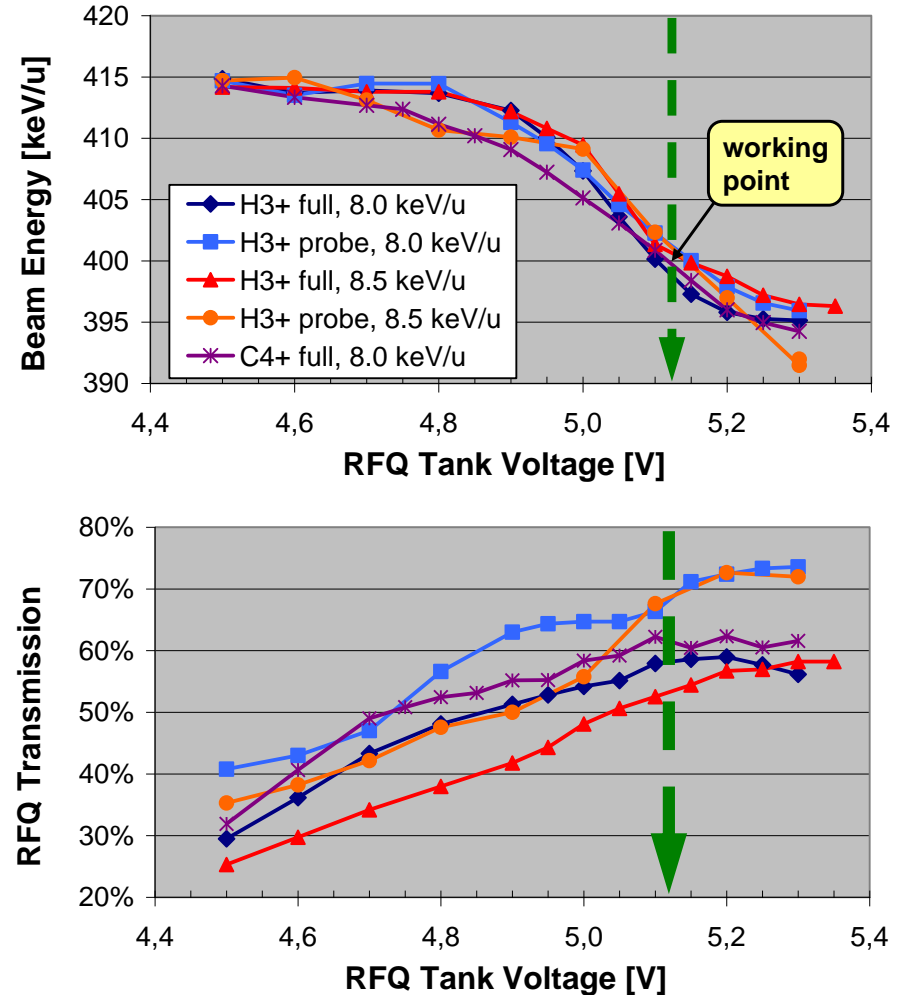 420
415
410
405
400
395
390
Beam Energy [keV/u]
working
point
H3+ full, 8.0 keV/u
H3+ probe, 8.0 keV/u
H3+ full, 8.5 keV/u
H3+ probe, 8.5 keV/u
C4+ full, 8.0 keV/u
4,4 4,6 4,8 5,0 5,2 5,4
RFQ Tank Voltage [V]
80%
70%
60%
50%
40%
30%
20%
RFQ Transmission
4,4 4,6 4,8 5,0 5,2 5,4
RFQ Tank Voltage [V]